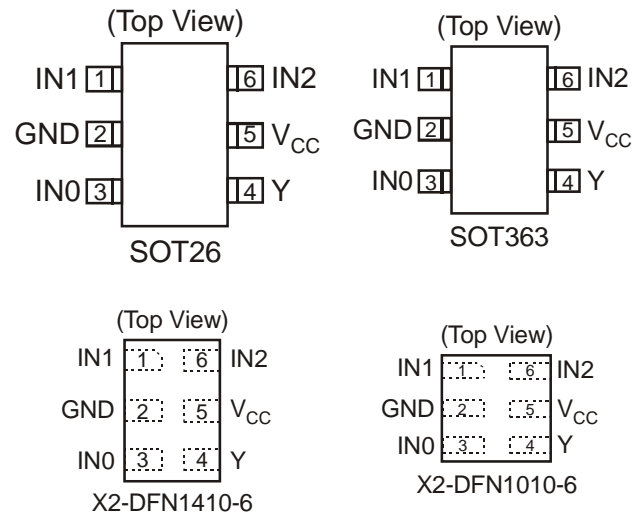 (Top View)
IN1 1 6 IN2
GND 2 5 VCC
IN0 3 4 Y
SOT26
(Top View)
IN1 1 6 IN2
GND 2 5 VCC
IN0 3 4 Y
SOT363
(Top View)
IN1 1 6 IN2
GND 2 5 VCC
IN0 3 4 Y
X2-DFN1410-6
(Top View)
IN1 1 6 IN2
GND 2 5 VCC
IN0 3 4 Y
X2-DFN1010-6